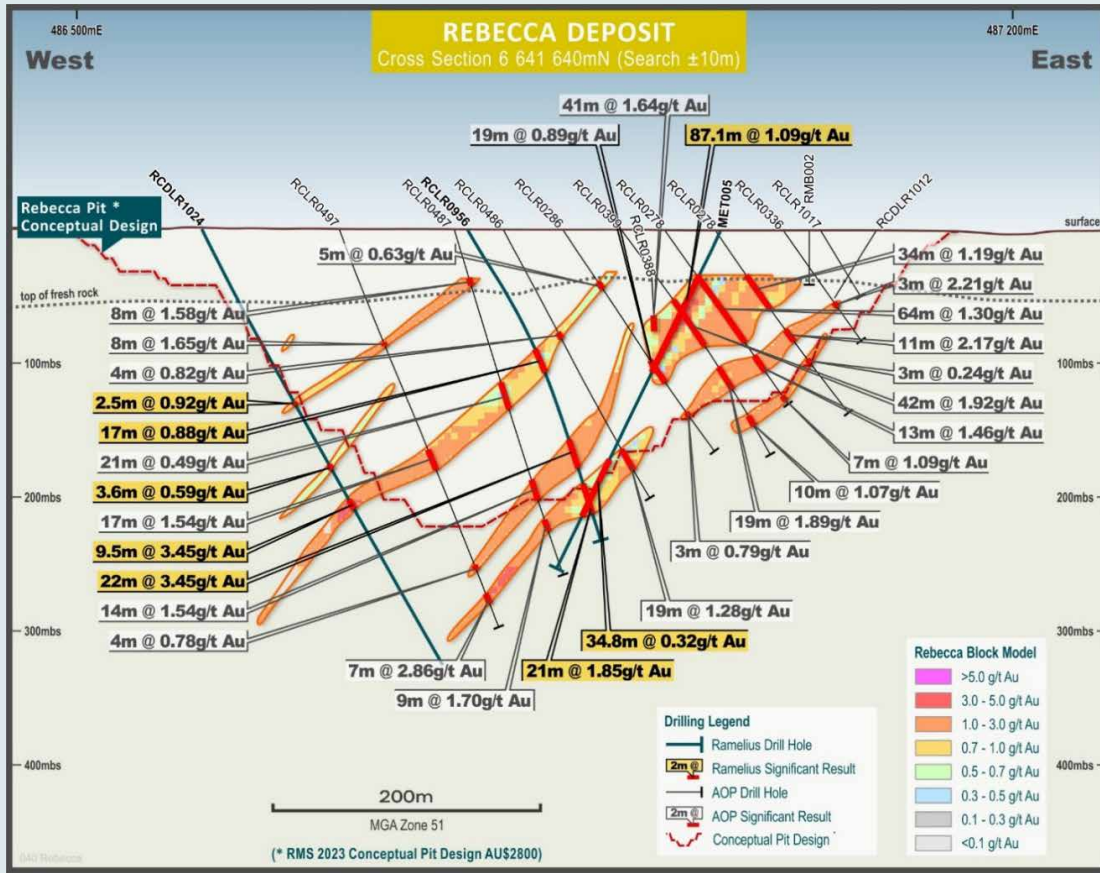 486 500mE
487 200mE
REBECCA DEPOSIT
Cross Section 6 641 640mN (Search ±10m)
West
East
41m @ 1.64g/t Au
19m @ 0.89g/t Au
87.1m @ 1.09g/t Au
RCDLR1024
RCLR0497
RCLR0487
RCLR0956
RCLR0486
RCLR0286
RCLR0399
RCLR0388
RCLR0278
RCLR0278
MET005
RCLR0336
RCLR1017
RMB002
RCDLR1012
Rebecca Pit *
Conceptual Design
surface
5m @ 0.63g/t Au
34m @ 1.19g/t Au
3m @ 2.21g/t Au
top of fresh rock
8m @ 1.58g/t Au
64m @ 1.30g/t Au
8m @ 1.65g/t Au
11m @ 2.17g/t Au
100mbs
100mbs
4m @ 0.82g/t Au
3m @ 0.24g/t Au
2.5m @ 0.92g/t Au
42m @ 1.92g/t Au
17m @ 0.88g/t Au
13m @ 1.46g/t Au
21m @ 0.49g/t Au
7m @ 1.09g/t Au
3.6m @ 0.59g/t Au
10m @ 1.07g/t Au
200mbs
200mbs
17m @ 1.54g/t Au
19m @ 1.89g/t Au
9.5m @ 3.45g/t Au
3m @ 0.79g/t Au
22m @ 3.45g/t Au
14m @ 1.54g/t Au
19m @ 1.28g/t Au
300mbs
300mbs
4m @ 0.78g/t Au
34.8m @ 0.32g/t Au
7m @ 2.86g/t Au
21m @ 1.85g/t Au
9m @ 1.70g/t Au
Rebecca Block Model
>5.0 g/t Au
3.0 - 5.0 g/t Au
1.0 - 3.0 g/t Au
0.7 - 1.0 g/t Au
0.5 - 0.7 g/t Au
0.3 - 0.5 g/t Au
0.1 - 0.3 g/t Au
<0.1 g/t Au
Drilling Legend
Ramelius Drill Hole
2m @
Ramelius Significant Result
AOP Drill Hole
2m @
AOP Significant Result
Conceptual Pit Design
400mbs
400mbs
200m
MGA Zone 51
(* RMS 2023 Conceptual Pit Design AU$2800)
040 Rebecca